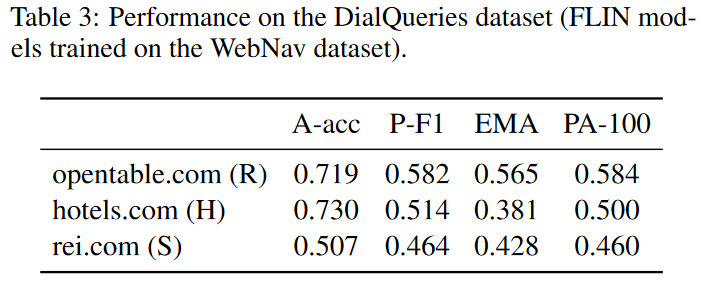 Table 3: Performance on the DialQueries dataset (FLIN mod-
els trained on the WebNav dataset).
A-acc P-F1 EMA PA-100
opentable.com (R) 0.719 0.582 0.565 0.584
hotels.com (H) 0.730 0.514 0.381 0.500
rei.com (S) 0.507 0.464 0.428 0.460